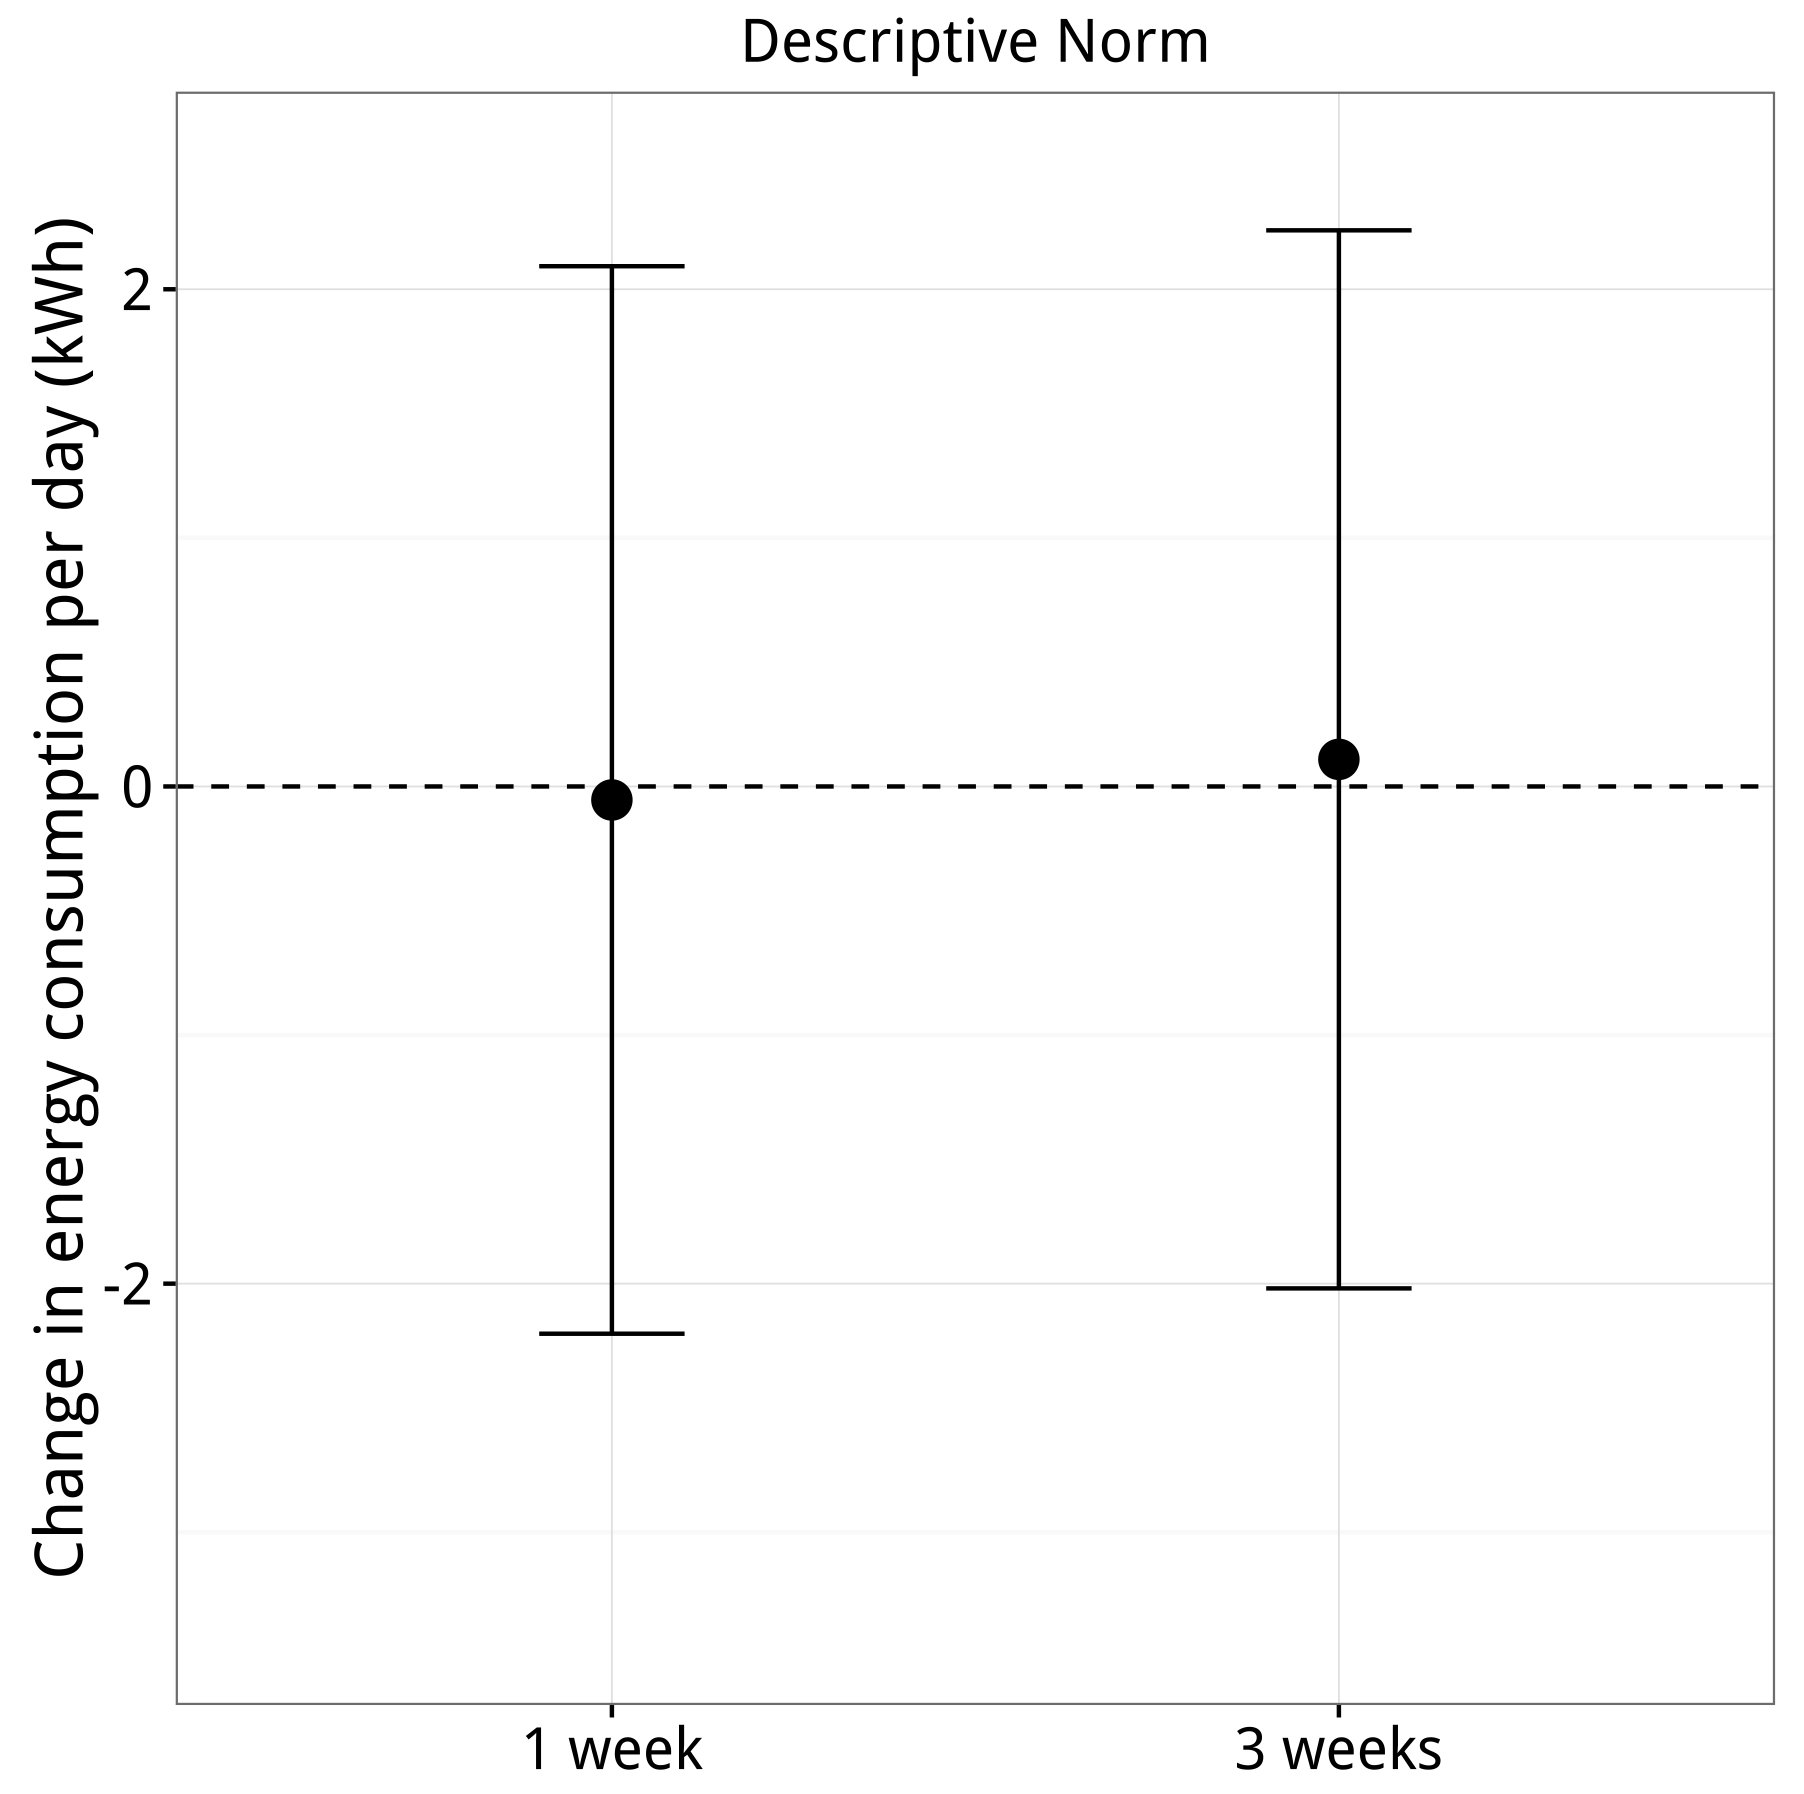 Descriptive Norm
Change in energy consumption per day (kWh)
2
0
-2
1 week
3 weeks